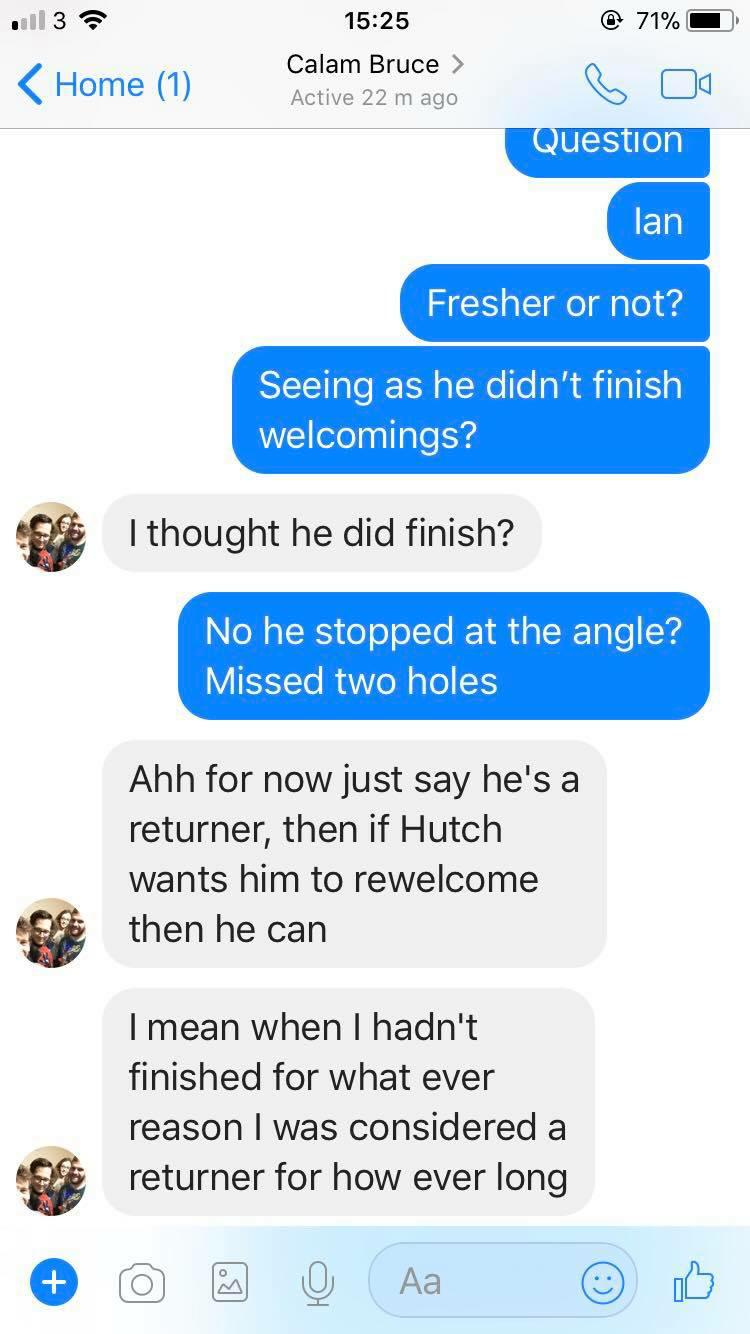 3 15:25 71%
Home (1) Calam Bruce
Active 22 m ago
Question
Ian
Fresher or not?
Seeing as he didn’t finish
welcomings?
I thought he did finish?
No he stopped at the angle?
Missed two holes
Ahh for now just say he's a
returner, then if Hutch
wants him to rewelcome
then he can
I mean when I hadn't
finished for what ever
reason I was considered a
returner for how ever long
Aa